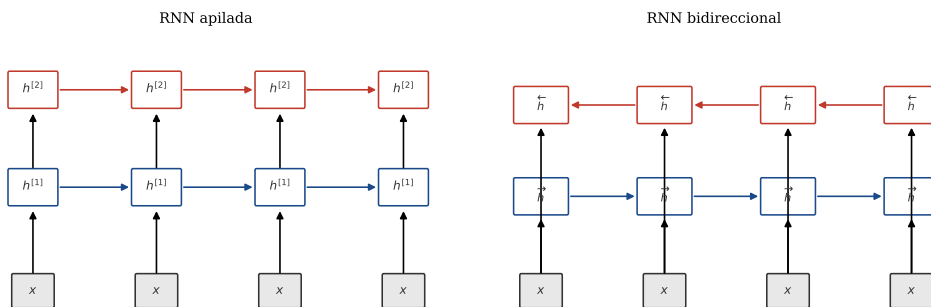 RNN apilada
RNN bidireccional
h^[2] h^[2] h^[2] h^[2]
←h ←h ←h ←h
h^[1] h^[1] h^[1] h^[1]
→h →h →h →h
x x x x
x x x x